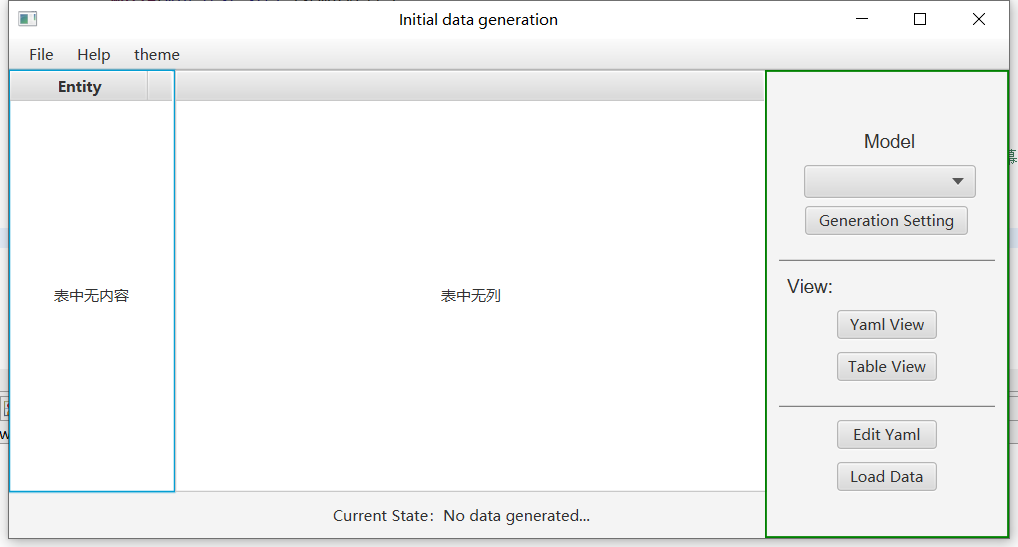 Initial data generation
File Help theme
Entity
表中无内容
表中无列
Model
Generation Setting
View:
Yaml View
Table View
Edit Yaml
Load Data
Current State: No data generated...